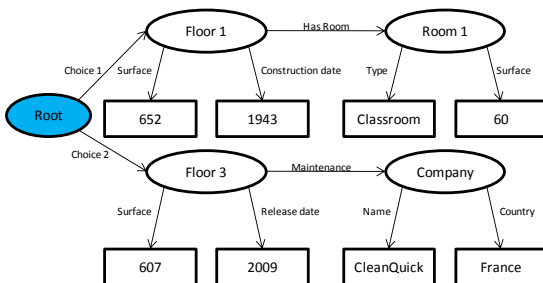 Floor 1
Has Room
Room 1
Choice 1
Surface
Construction date
Type
Surface
Root
652
1943
Classroom
60
Choice 2
Floor 3
Maintenance
Company
Surface
Release date
Name
Country
607
2009
CleanQuick
France